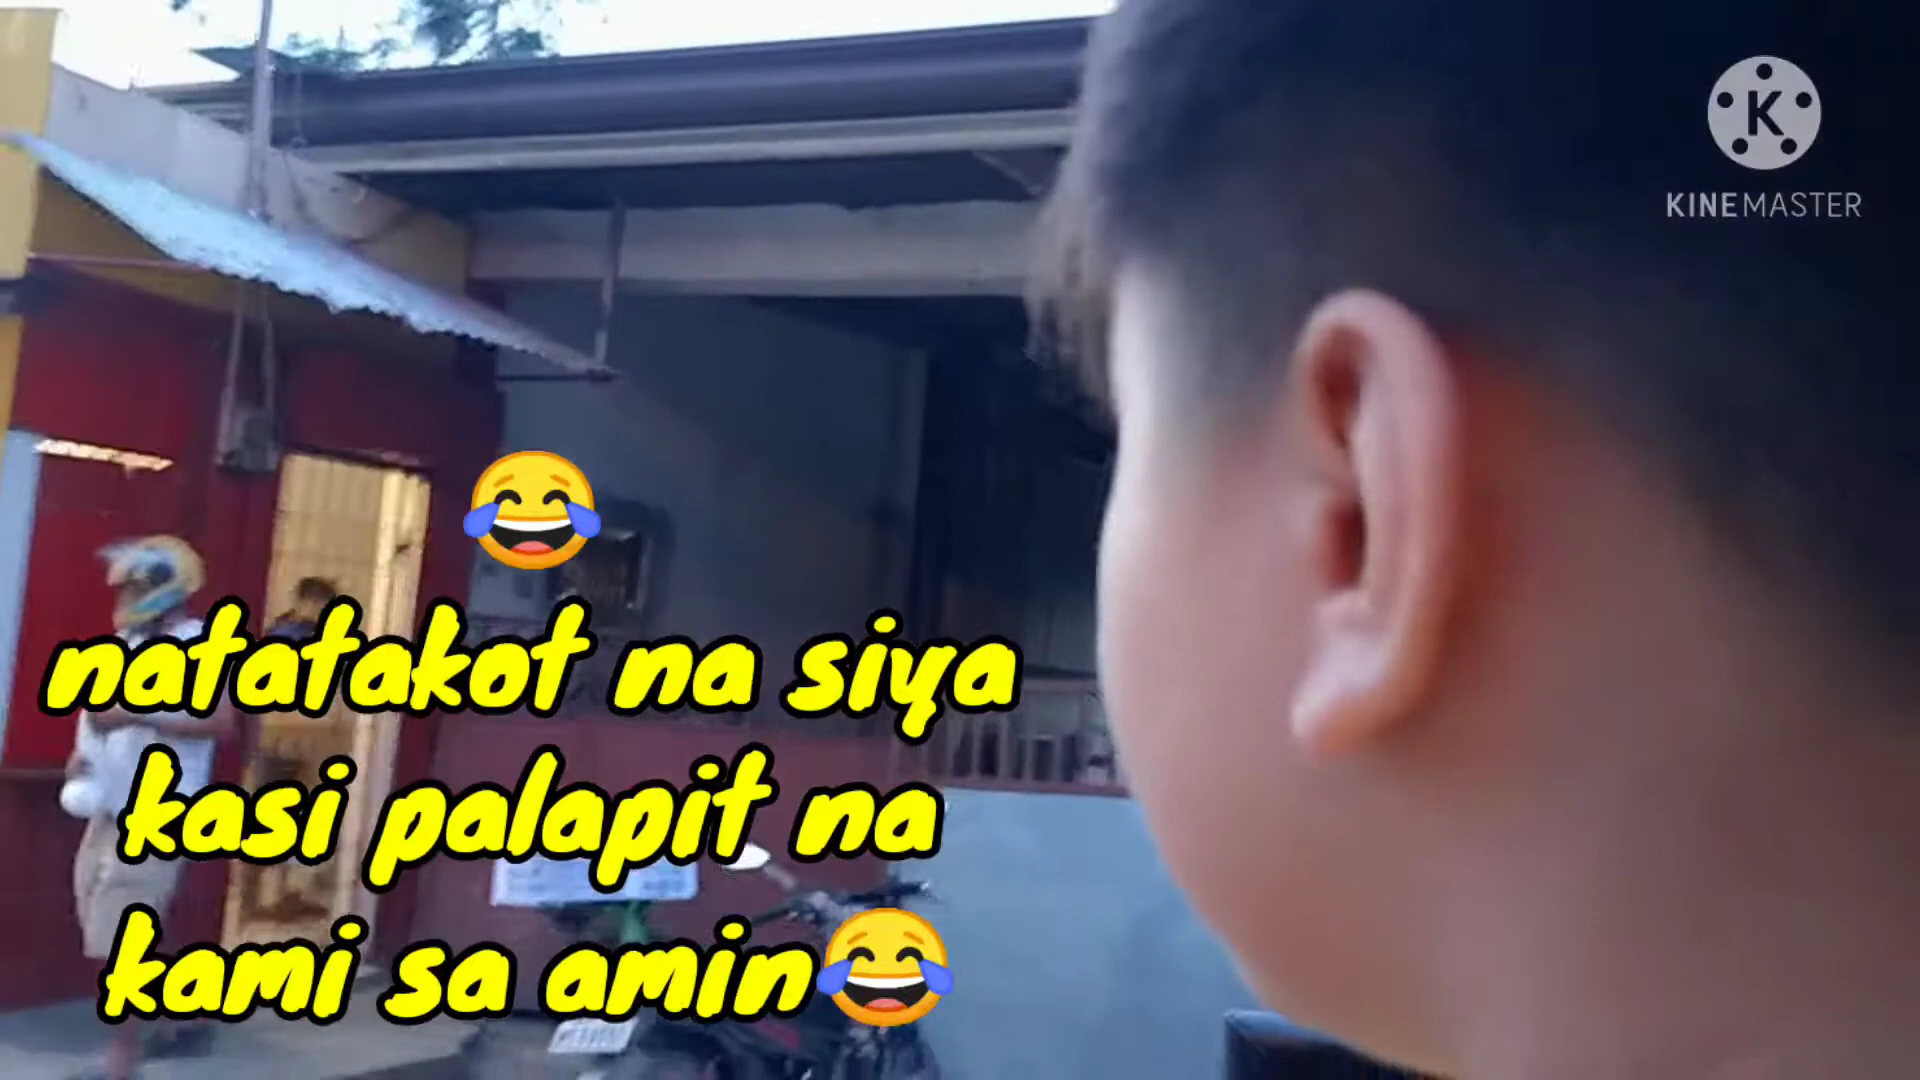 KINEMASTER
😂
natatakot na siya
kasi palapit na
kami sa amin😂